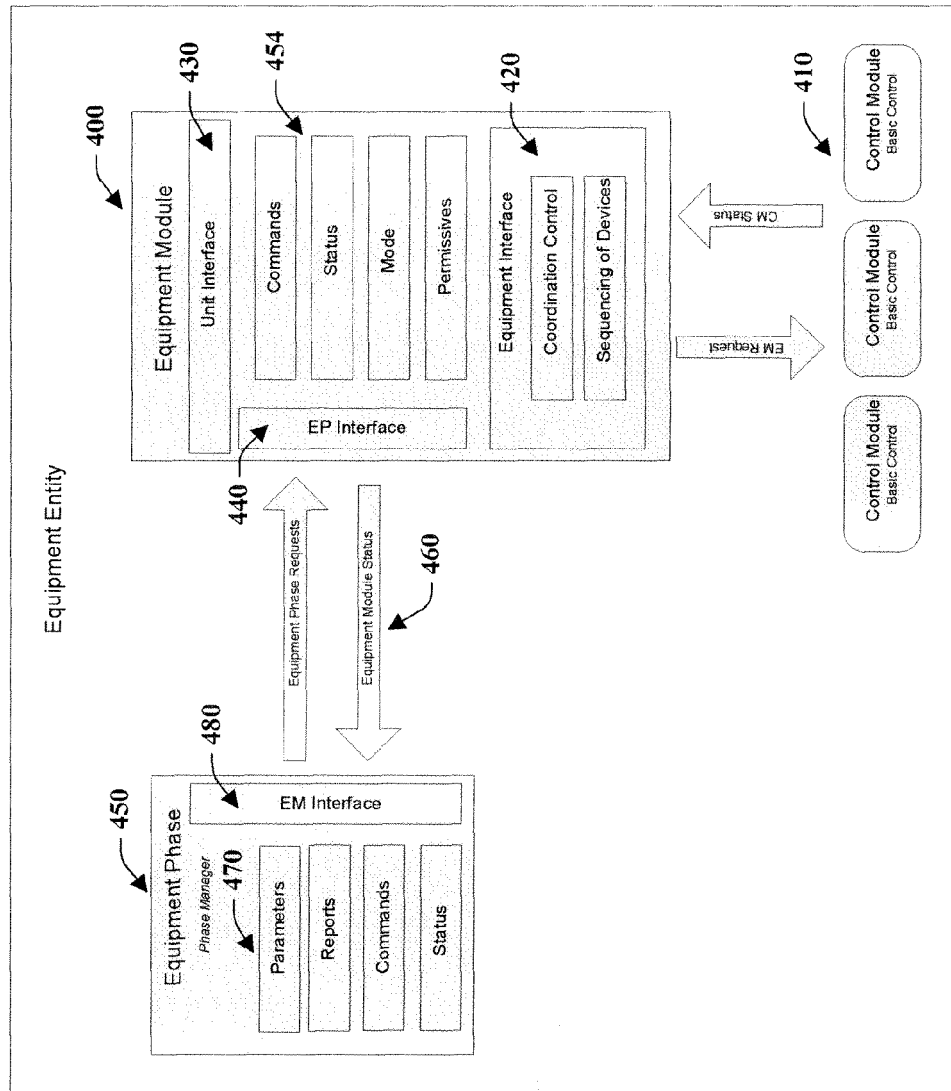 Equipment Entity
450
Equipment Phase
Phase Manager
470
Parameters
Reports
Commands
Status
480
EM Interface
Equipment Phase Requests
Equipment Module Status
460
400
Equipment Module
430
Unit Interface
440
EP Interface
454
Commands
Status
Mode
Permissives
420
Equipment Interface
Coordination Control
Sequencing of Devices
EM Request
CM Status
410
Control Module
Basic Control
Control Module
Basic Control
Control Module
Basic Control